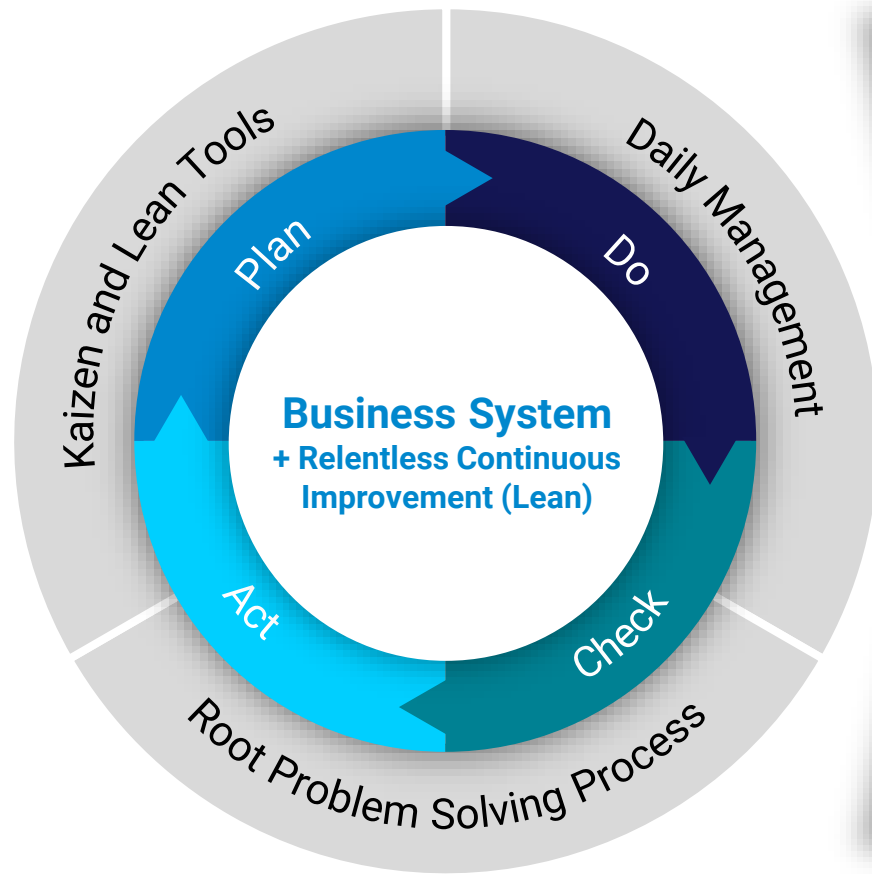 Kaizen and Lean Tools
Daily Management
Plan
Do
Business System
+ Relentless Continuous
Improvement (Lean)
Act
Check
Root Problem Solving Process